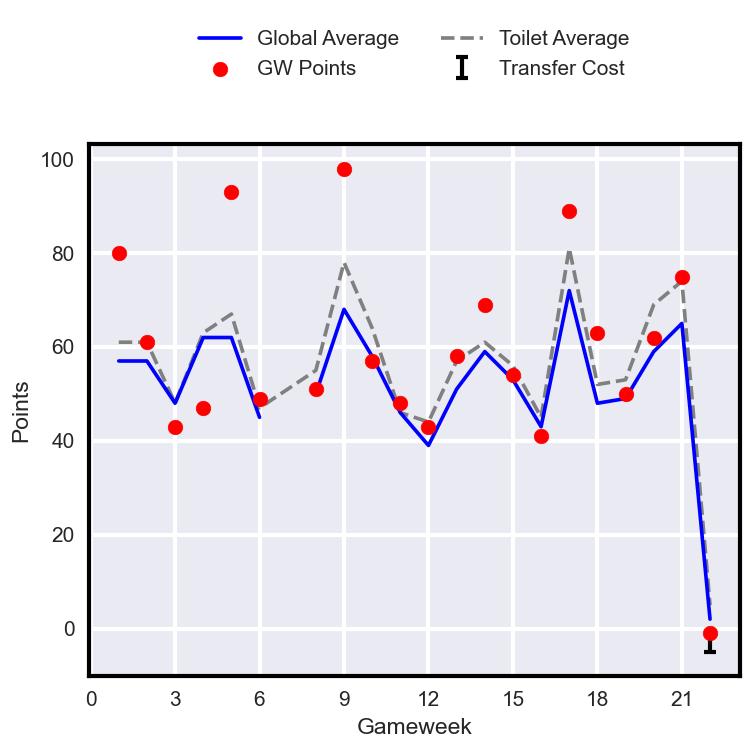 Global Average
Toilet Average
GW Points
Transfer Cost
100
80
60
40
20
0
Points
0 3 6 9 12 15 18 21
Gameweek